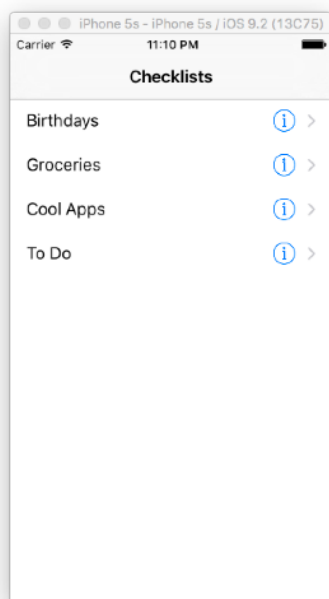 iPhone 5s - iPhone 5s / iOS 9.2 (13C75)
Carrier 11:10 PM
Checklists
Birthdays
Groceries
Cool Apps
To Do